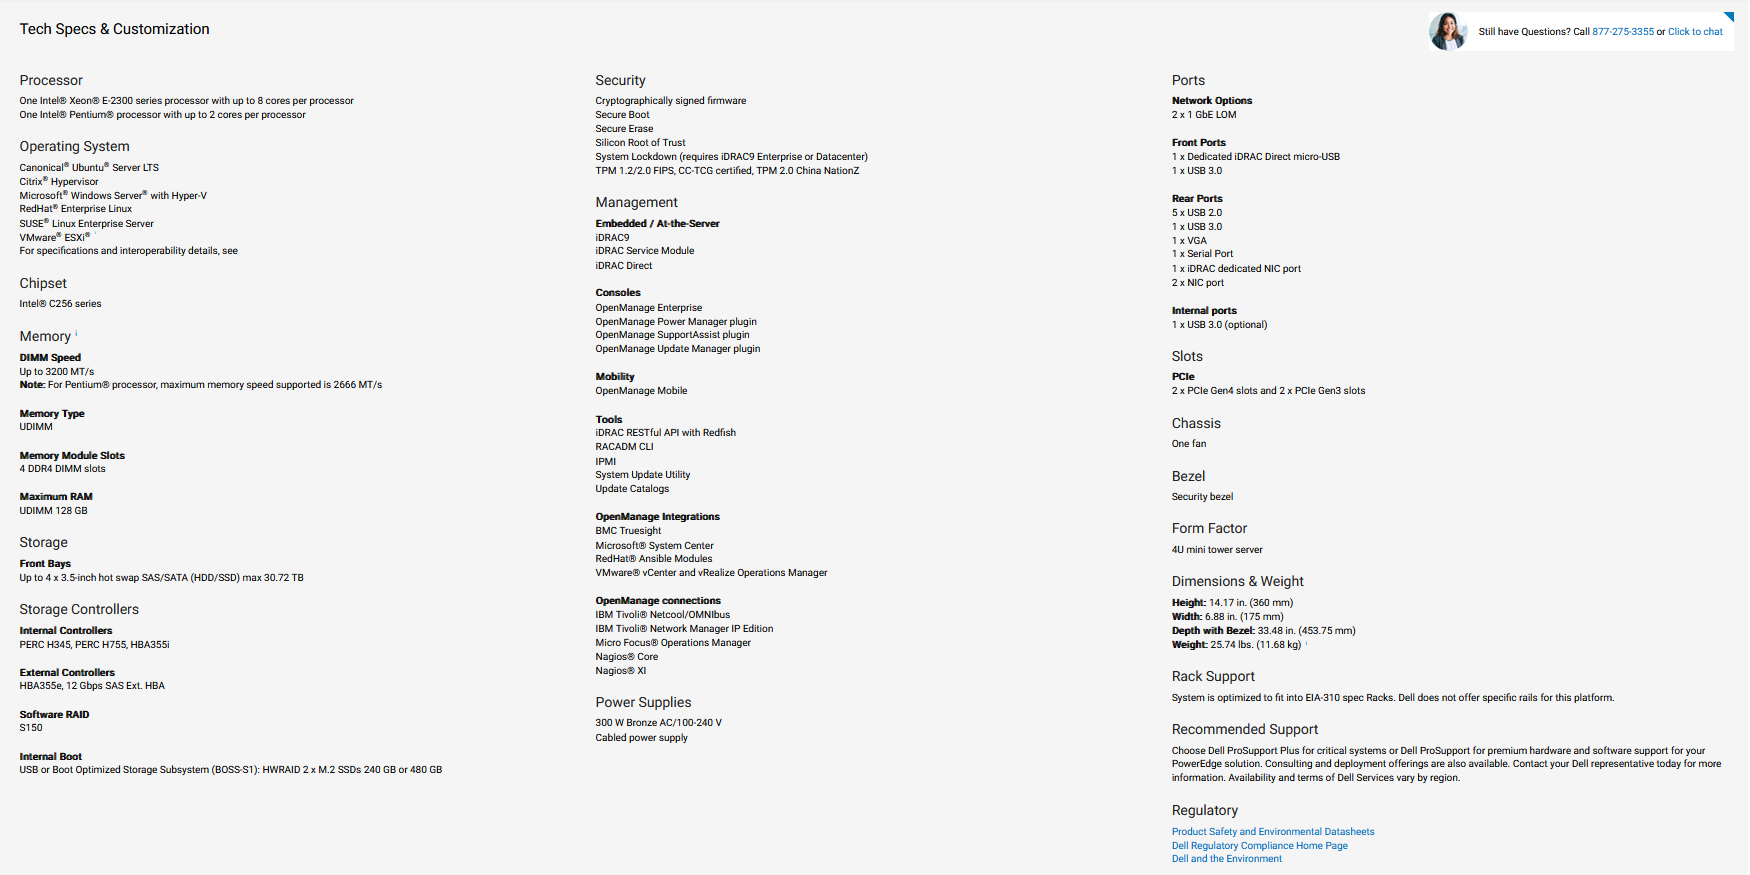 Tech Specs & Customization
Still have Questions? Call 877-275-3355 or Click to chat
Processor
One Intel® Xeon® E-2300 series processor with up to 8 cores per processor
One Intel® Pentium® processor with up to 2 cores per processor
Operating System
Canonical® Ubuntu® Server LTS
Citrix® Hypervisor
Microsoft® Windows Server® with Hyper-V
RedHat® Enterprise Linux
SUSE® Linux Enterprise Server
VMware® ESXi®
For specifications and interoperability details, see
Chipset
Intel® C256 series
Memory i
DIMM Speed
Up to 3200 MT/s
Note: For Pentium® processor, maximum memory speed supported is 2666 MT/s
Memory Type
UDIMM
Memory Module Slots
4 DDR4 DIMM slots
Maximum RAM
UDIMM 128 GB
Storage
Front Bays
Up to 4 x 3.5-inch hot swap SAS/SATA (HDD/SSD) max 30.72 TB
Storage Controllers
Internal Controllers
PERC H345, PERC H755, HBA355i
External Controllers
HBA355e, 12 Gbps SAS Ext. HBA
Software RAID
S150
Internal Boot
USB or Boot Optimized Storage Subsystem (BOSS-S1): HWRAID 2 x M.2 SSDs 240 GB or 480 GB
Security
Cryptographically signed firmware
Secure Boot
Secure Erase
Silicon Root of Trust
System Lockdown (requires iDRAC9 Enterprise or Datacenter)
TPM 1.2/2.0 FIPS, CC-TCG certified, TPM 2.0 China NationZ
Management
Embedded / At-the-Server
iDRAC9
iDRAC Service Module
iDRAC Direct
Consoles
OpenManage Enterprise
OpenManage Power Manager plugin
OpenManage SupportAssist plugin
OpenManage Update Manager plugin
Mobility
OpenManage Mobile
Tools
iDRAC RESTful API with Redfish
RACADM CLI
IPMI
System Update Utility
Update Catalogs
OpenManage Integrations
BMC Truesight
Microsoft® System Center
RedHat® Ansible Modules
VMware® vCenter and vRealize Operations Manager
OpenManage connections
IBM Tivoli® Netcool/OMNIbus
IBM Tivoli® Network Manager IP Edition
Micro Focus® Operations Manager
Nagios® Core
Nagios® XI
Power Supplies
300 W Bronze AC/100-240 V
Cabled power supply
Ports
Network Options
2 x 1 GbE LOM
Front Ports
1 x Dedicated iDRAC Direct micro-USB
1 x USB 3.0
Rear Ports
5 x USB 2.0
1 x USB 3.0
1 x VGA
1 x Serial Port
1 x iDRAC dedicated NIC port
2 x NIC port
Internal ports
1 x USB 3.0 (optional)
Slots
PCIe
2 x PCIe Gen4 slots and 2 x PCIe Gen3 slots
Chassis
One fan
Bezel
Security bezel
Form Factor
4U mini tower server
Dimensions & Weight
Height: 14.17 in. (360 mm)
Width: 6.88 in. (175 mm)
Depth with Bezel: 33.48 in. (453.75 mm)
Weight: 25.74 lbs. (11.68 kg) i
Rack Support
System is optimized to fit into EIA-310 spec Racks. Dell does not offer specific rails for this platform.
Recommended Support
Choose Dell ProSupport Plus for critical systems or Dell ProSupport for premium hardware and software support for your
PowerEdge solution. Consulting and deployment offerings are also available. Contact your Dell representative today for more
information. Availability and terms of Dell Services vary by region.
Regulatory
Product Safety and Environmental Datasheets
Dell Regulatory Compliance Home Page
Dell and the Environment